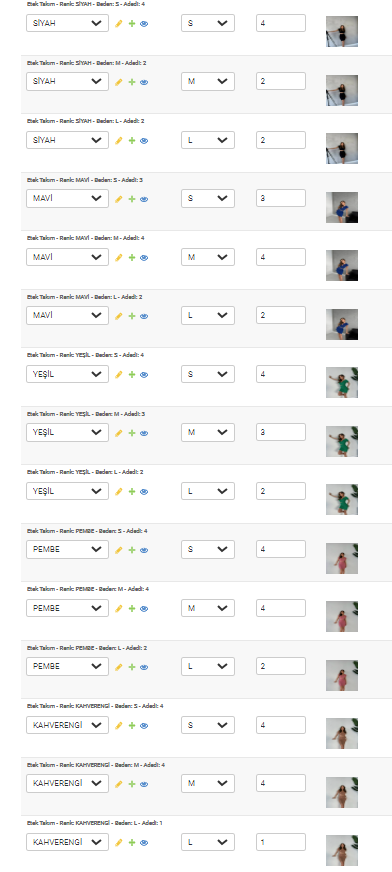 Etek Takım - Renk: SİYAH - Beden: S - Adedi: 4
SİYAH S 4
Etek Takım - Renk: SİYAH - Beden: M - Adedi: 2
SİYAH M 2
Etek Takım - Renk: SİYAH - Beden: L - Adedi: 2
SİYAH L 2
Etek Takım - Renk: MAVİ - Beden: S - Adedi: 3
MAVİ S 3
Etek Takım - Renk: MAVİ - Beden: M - Adedi: 4
MAVİ M 4
Etek Takım - Renk: MAVİ - Beden: L - Adedi: 2
MAVİ L 2
Etek Takım - Renk: YEŞİL - Beden: S - Adedi: 4
YEŞİL S 4
Etek Takım - Renk: YEŞİL - Beden: M - Adedi: 3
YEŞİL M 3
Etek Takım - Renk: YEŞİL - Beden: L - Adedi: 2
YEŞİL L 2
Etek Takım - Renk: PEMBE - Beden: S - Adedi: 4
PEMBE S 4
Etek Takım - Renk: PEMBE - Beden: M - Adedi: 4
PEMBE M 4
Etek Takım - Renk: PEMBE - Beden: L - Adedi: 2
PEMBE L 2
Etek Takım - Renk: KAHVERENGİ - Beden: S - Adedi: 4
KAHVERENGİ S 4
Etek Takım - Renk: KAHVERENGİ - Beden: M - Adedi: 4
KAHVERENGİ M 4
Etek Takım - Renk: KAHVERENGİ - Beden: L - Adedi: 1
KAHVERENGİ L 1